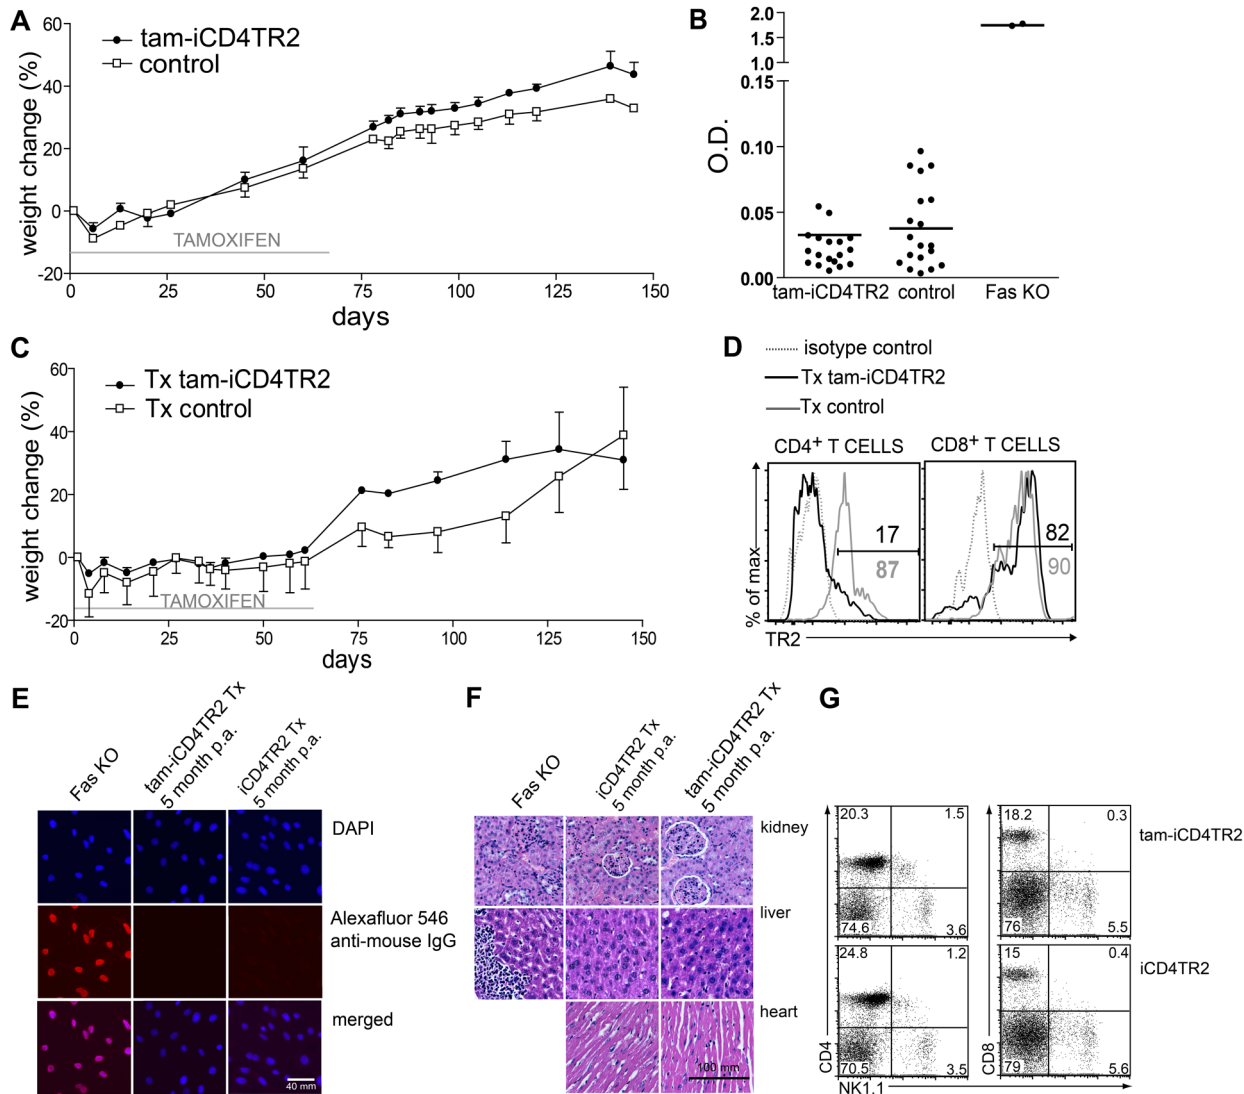 A
60
40
20
0
-20
weight change (%)
tam-iCD4TR2
control
TAMOXIFEN
0 50 75 100 125 150
days
B
2.0
1.5
1.0
0.15
0.10
0.05
0.00
O.D.
tam-iCD4TR2 control Fas KO
C
60
40
20
0
-20
weight change (%)
Tx tam-iCD4TR2
Tx control
TAMOXIFEN
0 25 50 75 100 125 150
days
D
isotype control
Tx tam-iCD4TR2
Tx control
CD4+ T CELLS
CD8+ T CELLS
17
87
82
90
% of max
TR2
E
Fas KO
tam-iCD4TR2 Tx
5 month p.a.
iCD4TR2 Tx
5 month p.a.
DAPI
Alexafluor 546
anti-mouse IgG
merged
40 mm
F
Fas KO
iCD4TR2 Tx
5 month p.a.
tam-iCD4TR2 Tx
5 month p.a.
kidney
liver
heart
100 mm
G
20.3 1.5
74.6 3.6
18.2 0.3
76 5.5
tam-iCD4TR2
24.8 1.2
70.5 3.5
15 0.4
79 5.6
iCD4TR2
CD4
CD8
NK1.1